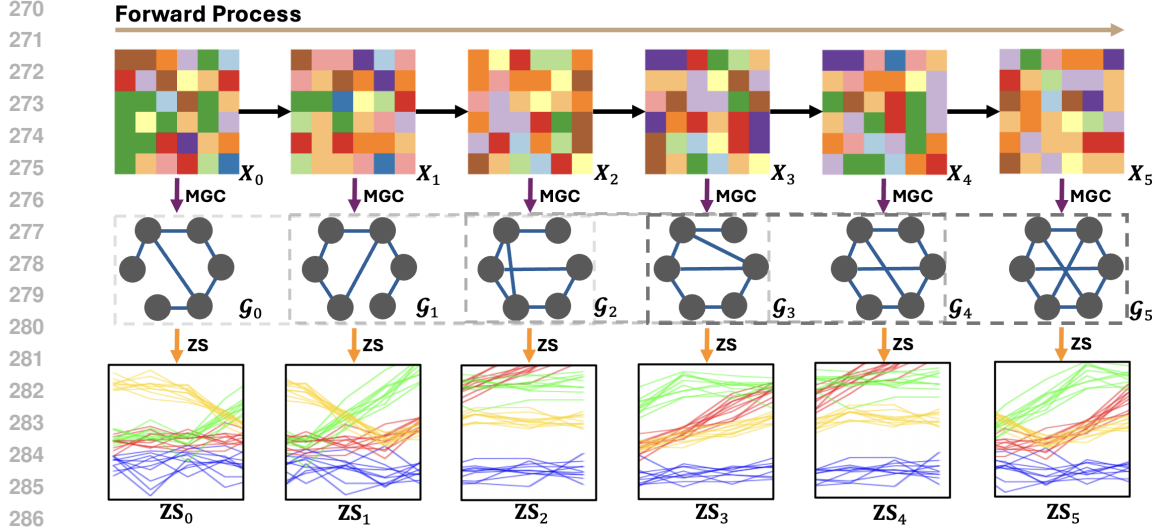 270
Forward Process
271
272
273
274
275
X0 X1 X2 X3 X4 X5
276
MGC MGC MGC MGC MGC MGC
277
278
279
G0 G1 G2 G3 G4 G5
280
281
ZS ZS ZS ZS ZS ZS
282
283
284
285
ZS0 ZS1 ZS2 ZS3 ZS4 ZS5
286